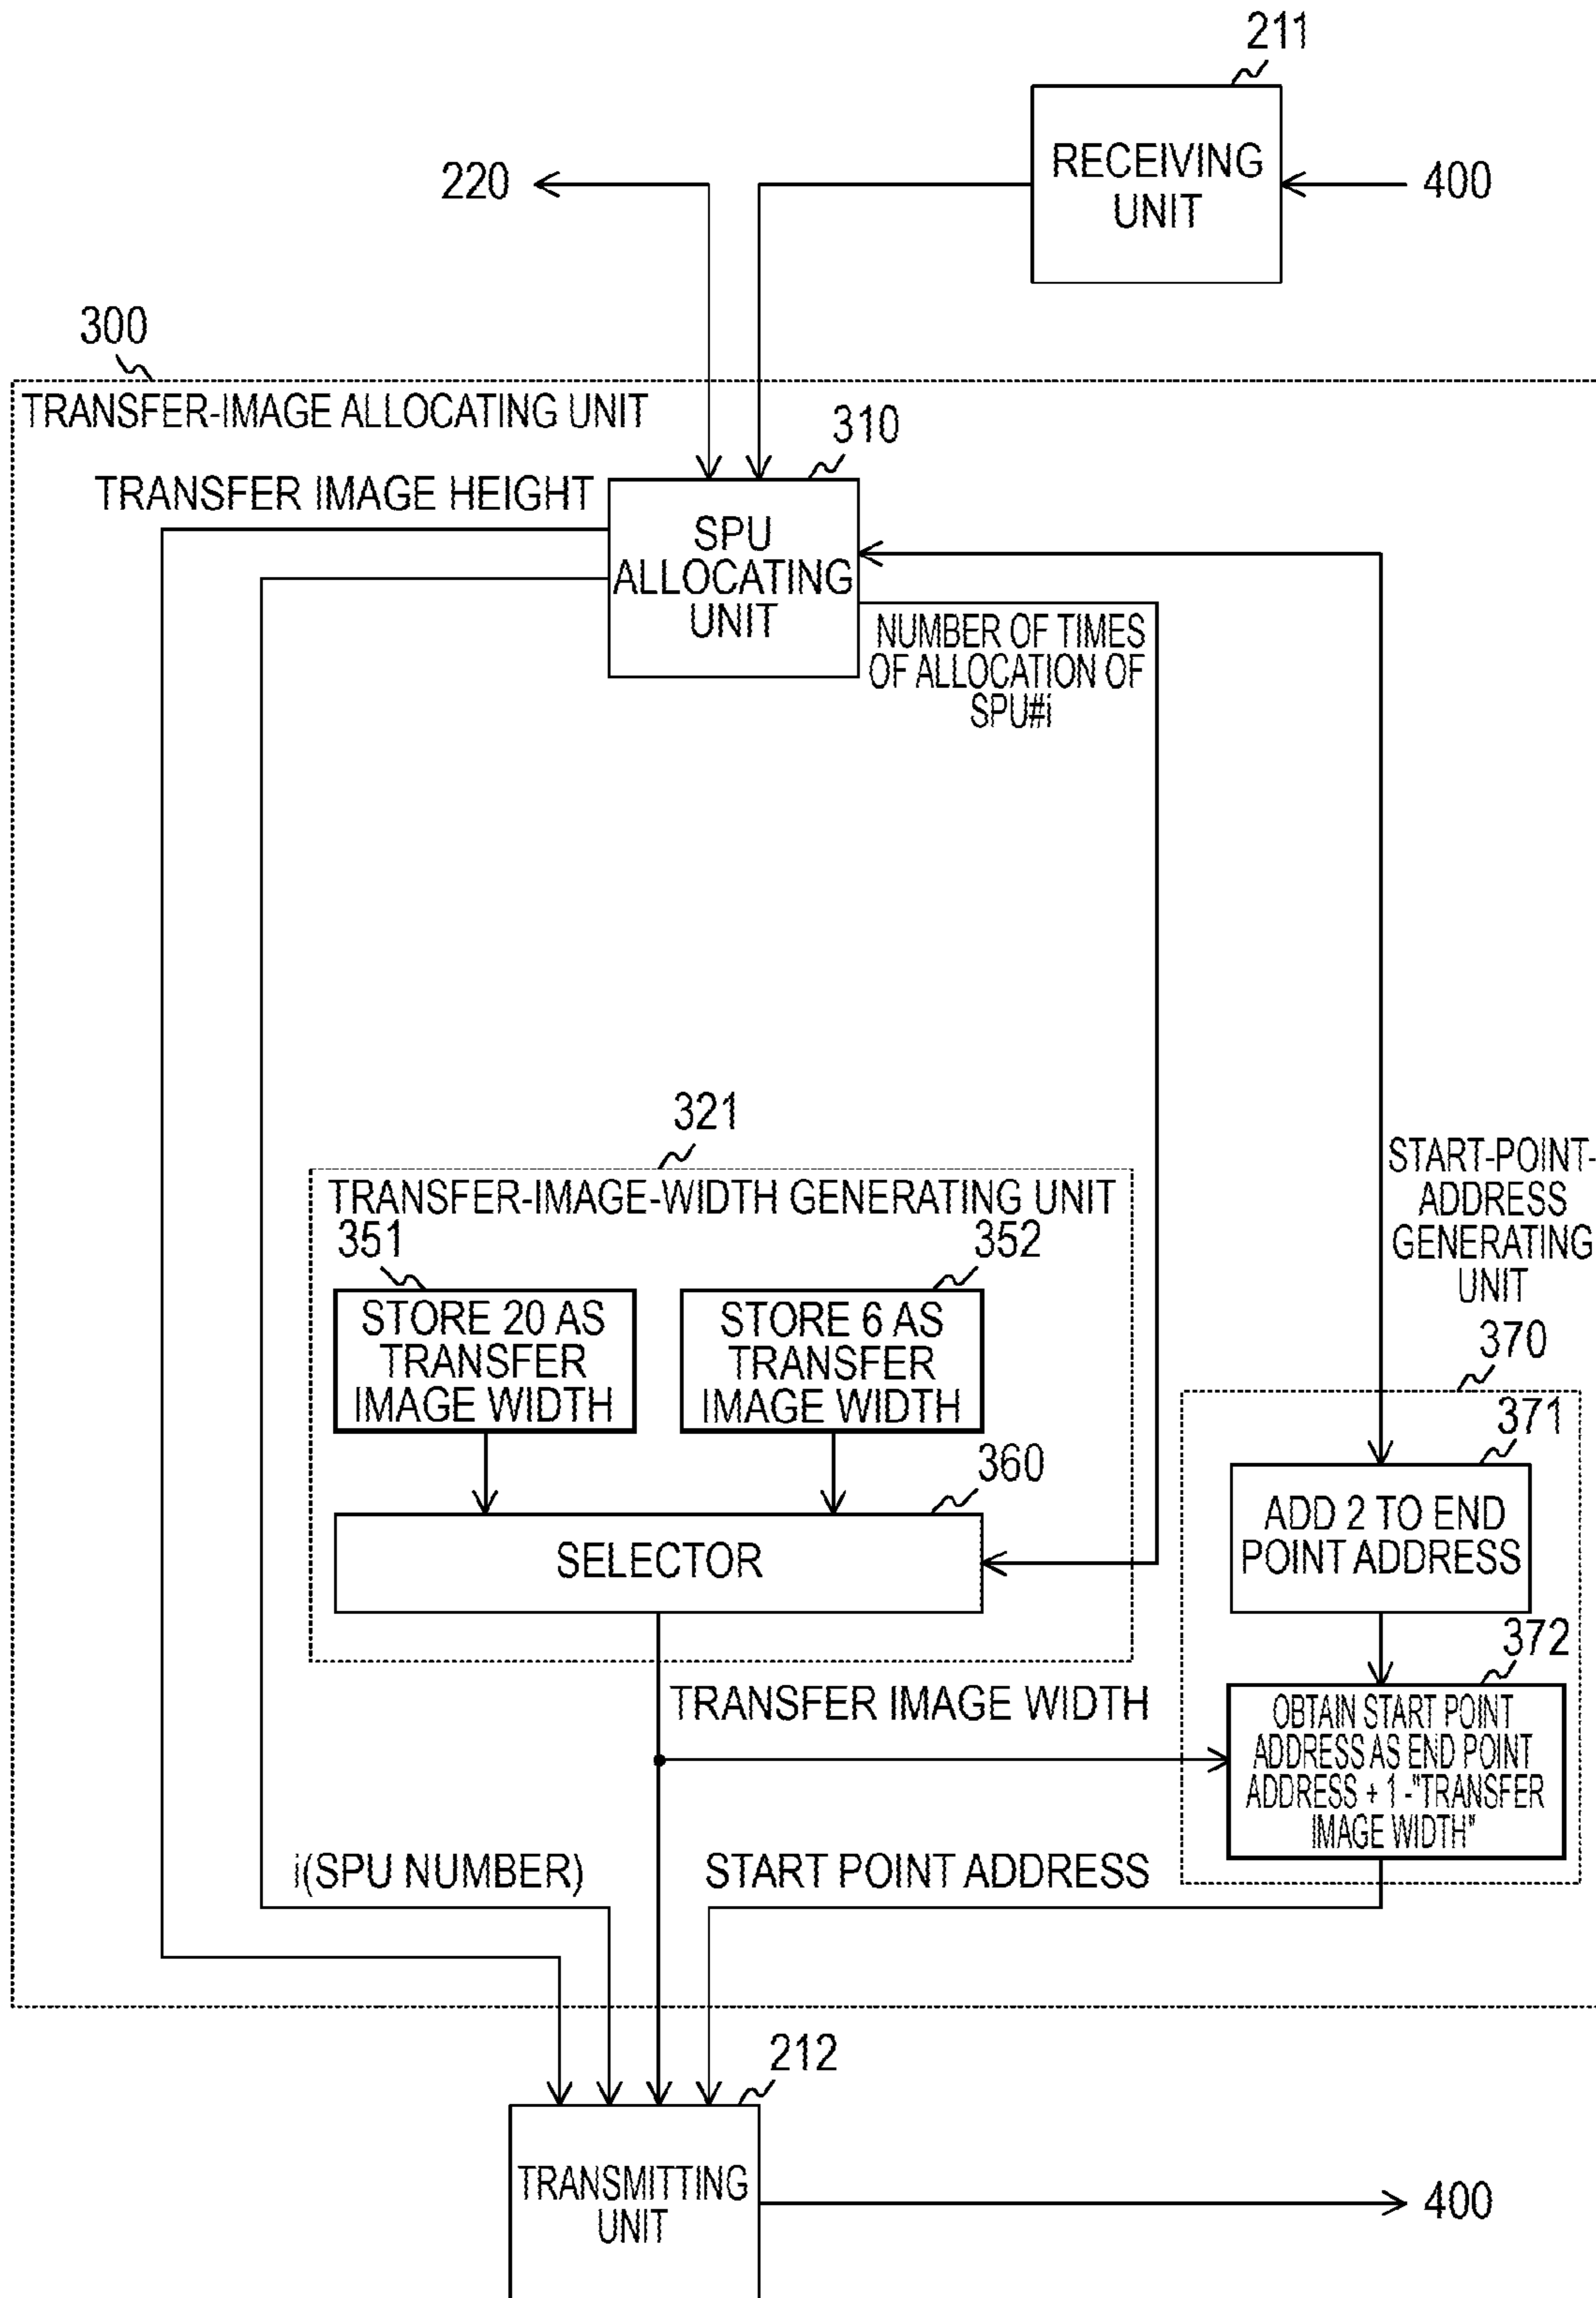 211
RECEIVING
UNIT
220
400
300
TRANSFER-IMAGE ALLOCATING UNIT
310
TRANSFER IMAGE HEIGHT
SPU
ALLOCATING
UNIT
NUMBER OF TIMES
OF ALLOCATION OF
SPU#i
321
TRANSFER-IMAGE-WIDTH GENERATING UNIT
351
352
STORE 20 AS
TRANSFER
IMAGE WIDTH
STORE 6 AS
TRANSFER
IMAGE WIDTH
360
SELECTOR
START-POINT-
ADDRESS
GENERATING
UNIT
370
371
ADD 2 TO END
POINT ADDRESS
372
OBTAIN START POINT
ADDRESS AS END POINT
ADDRESS + 1 -"TRANSFER
IMAGE WIDTH"
TRANSFER IMAGE WIDTH
i(SPU NUMBER)
START POINT ADDRESS
212
TRANSMITTING
UNIT
400